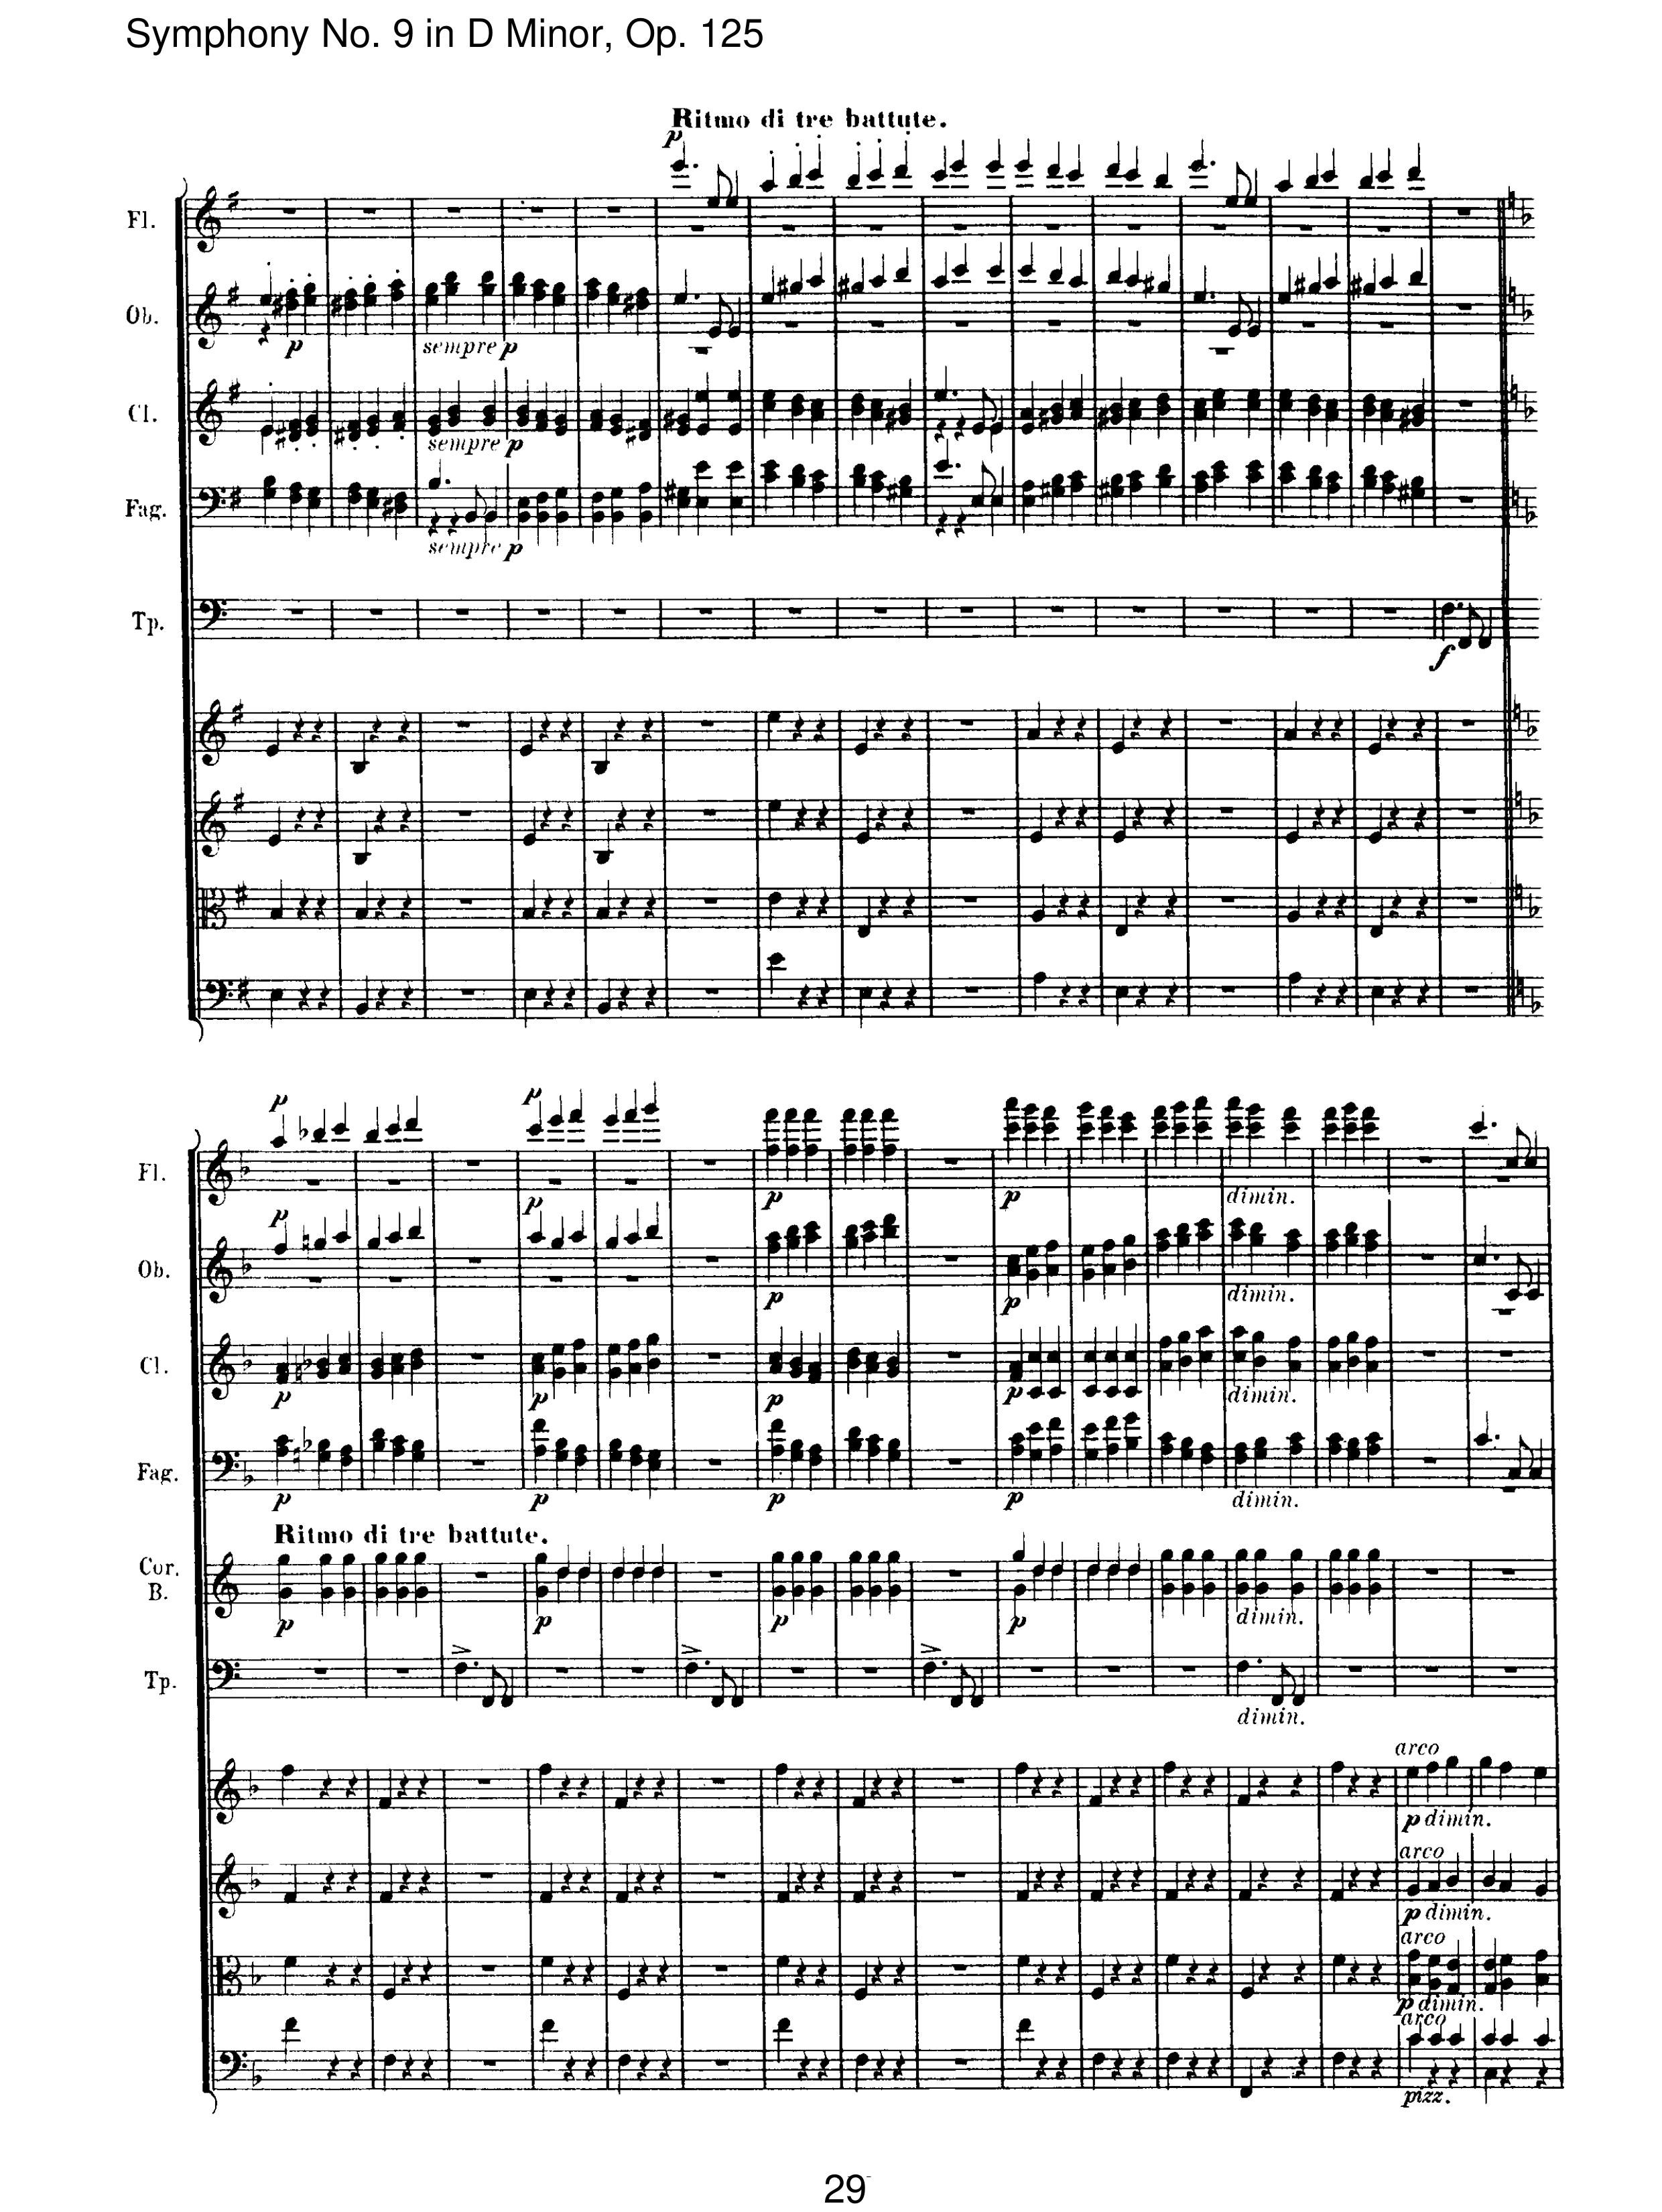 Symphony No. 9 in D Minor, Op. 125
Ritmo di tre battute.
p
Fl.
Ob.
p
sempre p
Cl.
sempre p
Fag.
sempre p
Tp.
f
p
p
Fl.
p
p
p
p
dimin.
Ob.
p
p
dimin.
Cl.
p
p
p
p
dimin.
Fag.
p
p
p
p
dimin.
Ritmo di tre battute.
Cor.
B.
p
p
p
p
dimin.
Tp.
dimin.
arco
p dimin.
arco
p dimin.
arco
p dimin.
arco
pizz.
29